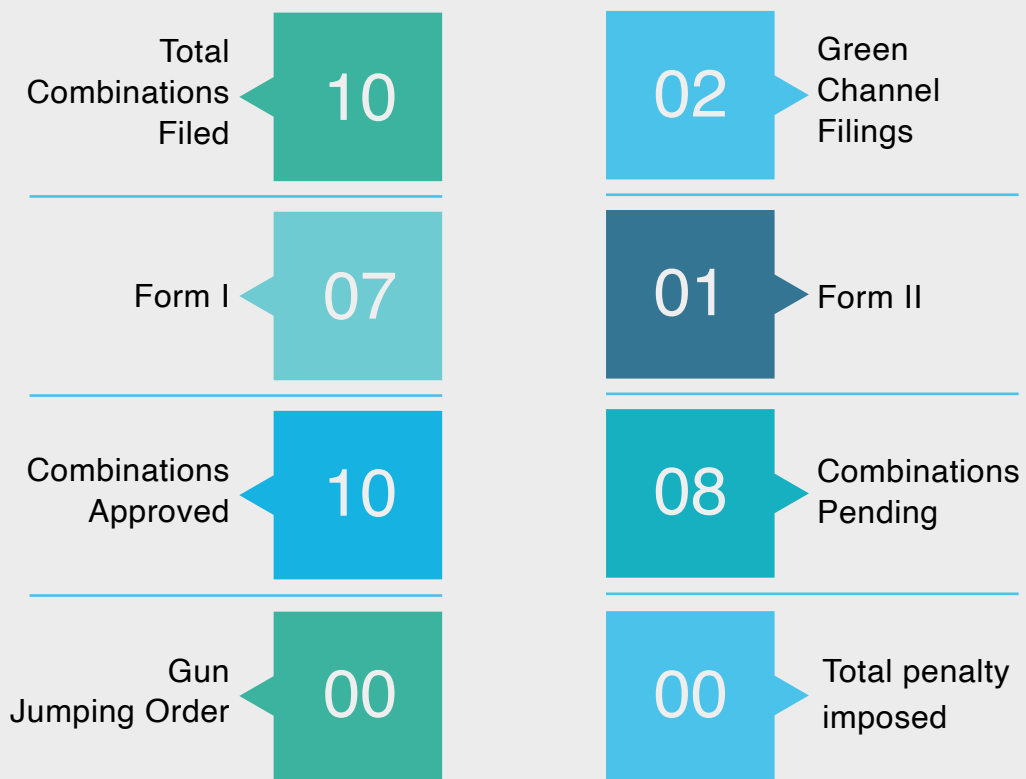 Total
Combinations
Filed
10
02
Green
Channel
Filings
Form I
07
01
Form II
Combinations
Approved
10
08
Combinations
Pending
Gun
Jumping Order
00
00
Total penalty
imposed